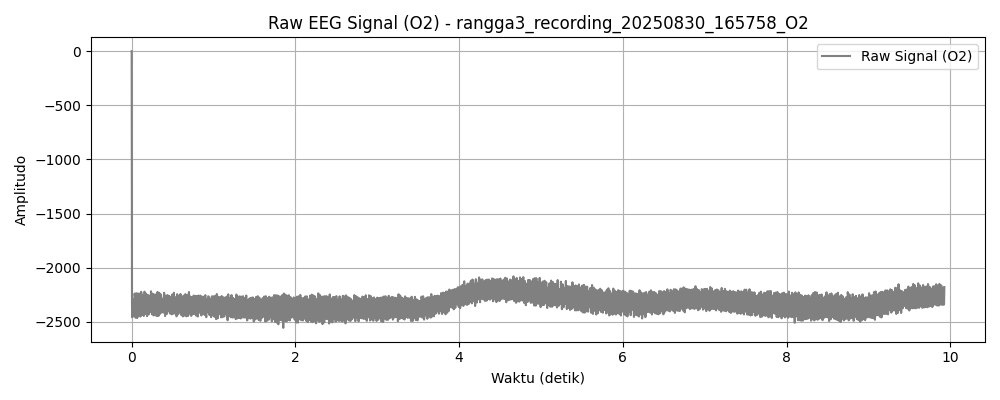 Raw EEG Signal (O2) - rangga3_recording_20250830_165758_O2
Raw Signal (O2)
0
−500
−1000
−1500
−2000
−2500
Amplitudo
0 2 4 6 8 10
Waktu (detik)